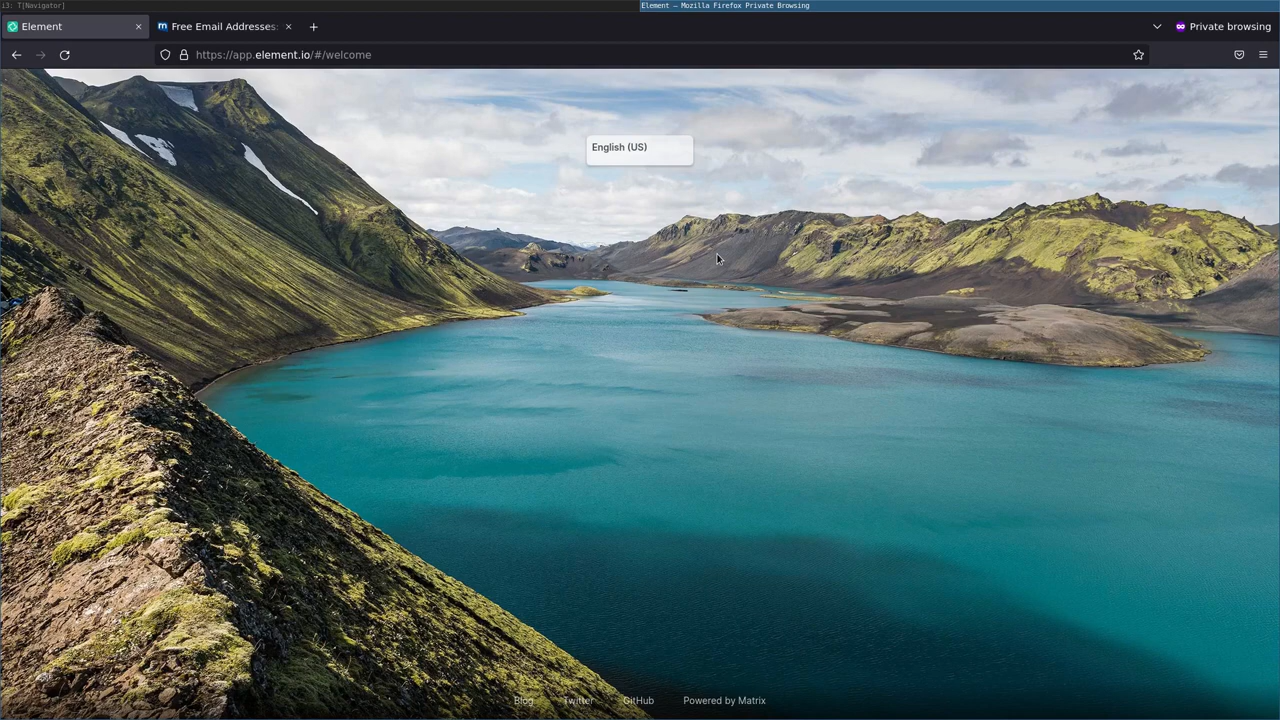 i3: T[Navigator]
Element — Mozilla Firefox Private Browsing
Element
Free Email Addresses:
Private browsing
https://app.element.io/#/welcome
English (US)
Blog
Twitter
GitHub
Powered by Matrix